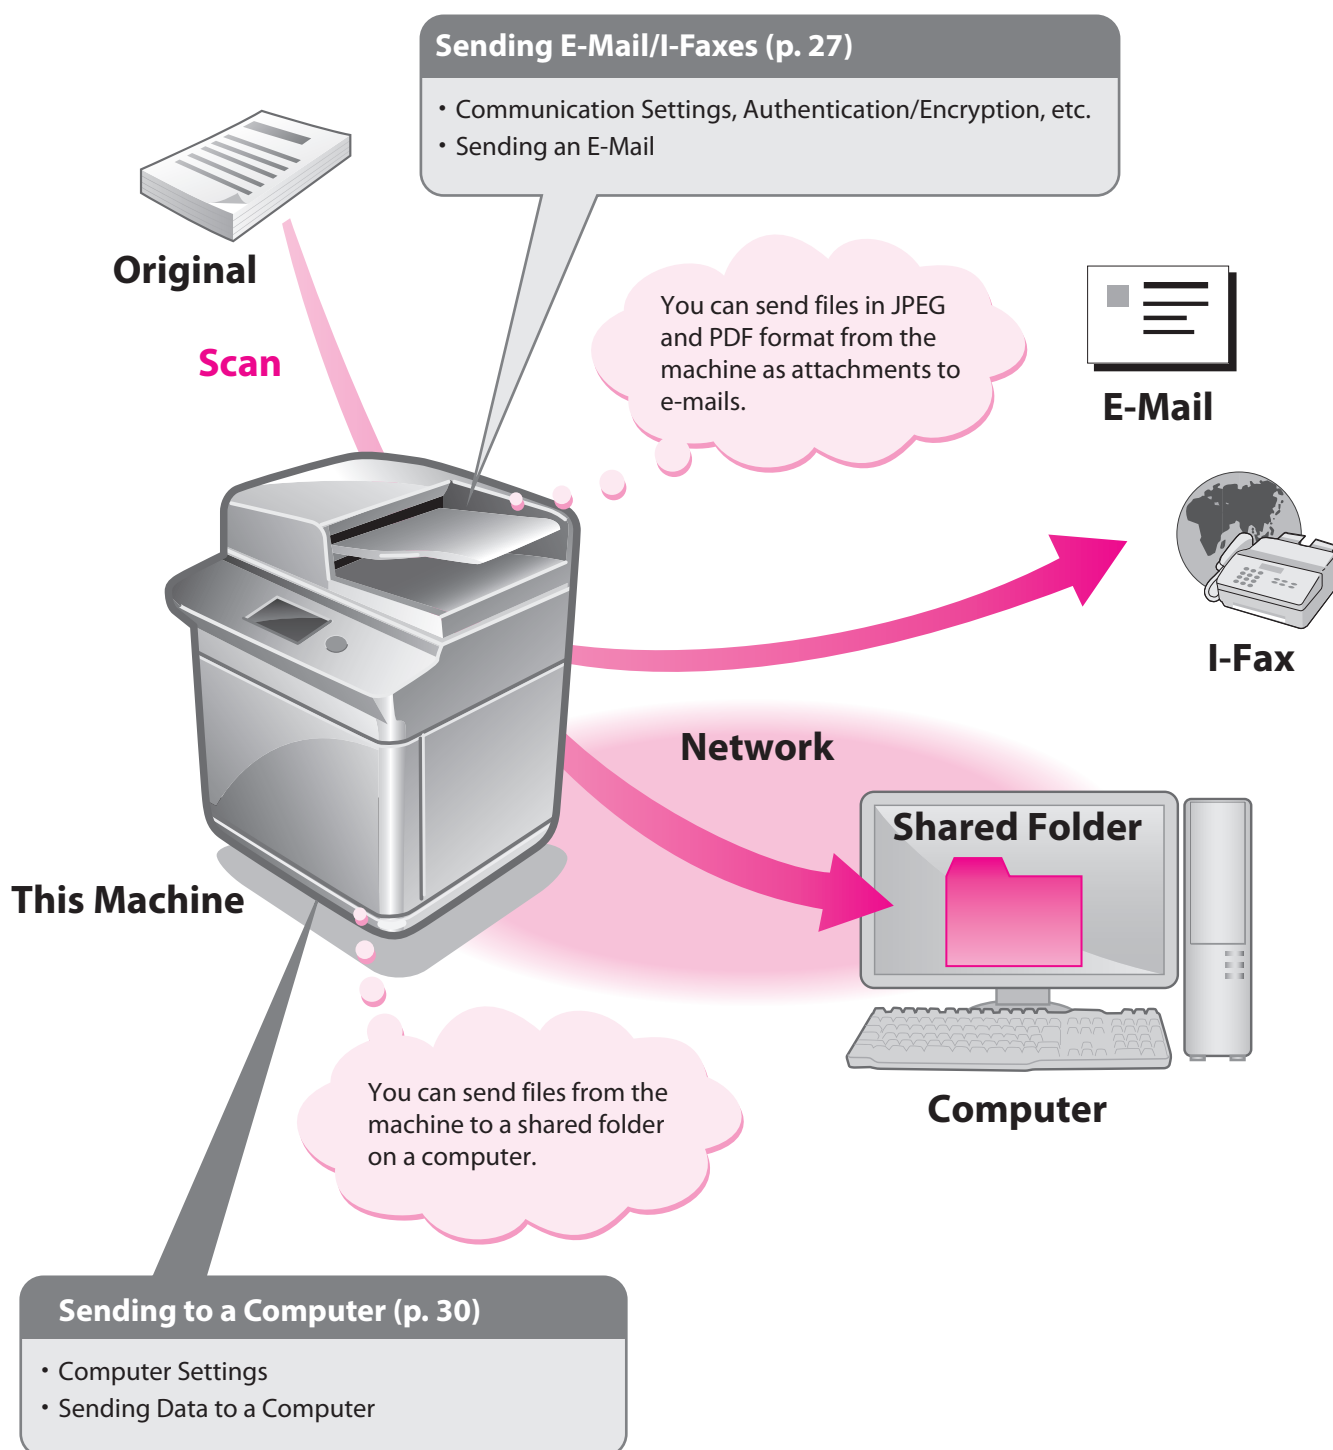 Sending E-Mail/I-Faxes (p. 27)
・Communication Settings, Authentication/Encryption, etc.
・Sending an E-Mail
Original
Scan
You can send files in JPEG
and PDF format from the
machine as attachments to
e-mails.
E-Mail
I-Fax
Network
Shared Folder
This Machine
Computer
You can send files from the
machine to a shared folder
on a computer.
Sending to a Computer (p. 30)
・Computer Settings
・Sending Data to a Computer